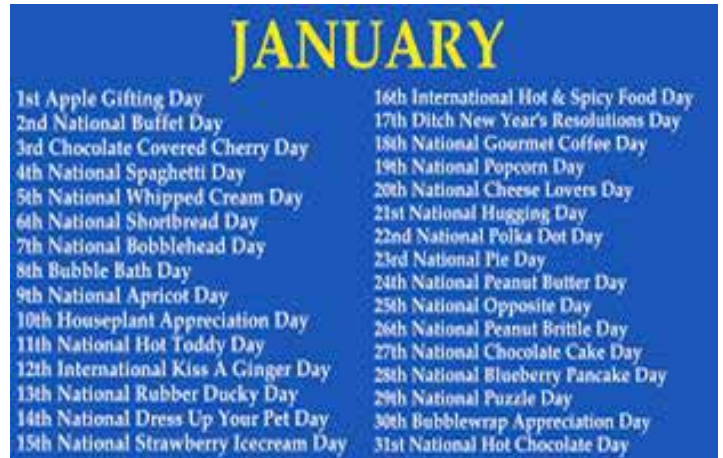 JANUARY
1st Apple Gifting Day
2nd National Buffet Day
3rd Chocolate Covered Cherry Day
4th National Spaghetti Day
5th National Whipped Cream Day
6th National Shortbread Day
7th National Bobblehead Day
8th Bubble Bath Day
9th National Apricot Day
10th Houseplant Appreciation Day
11th National Hot Toddy Day
12th International Kiss A Ginger Day
13th National Rubber Ducky Day
14th National Dress Up Your Pet Day
15th National Strawberry Icecream Day
16th International Hot & Spicy Food Day
17th Ditch New Year's Resolutions Day
18th National Gourmet Coffee Day
19th National Popcorn Day
20th National Cheese Lovers Day
21st National Hugging Day
22nd National Polka Dot Day
23rd National Pie Day
24th National Peanut Butter Day
25th National Opposite Day
26th National Peanut Brittle Day
27th National Chocolate Cake Day
28th National Blueberry Pancake Day
29th National Puzzle Day
30th Bubblewrap Appreciation Day
31st National Hot Chocolate Day